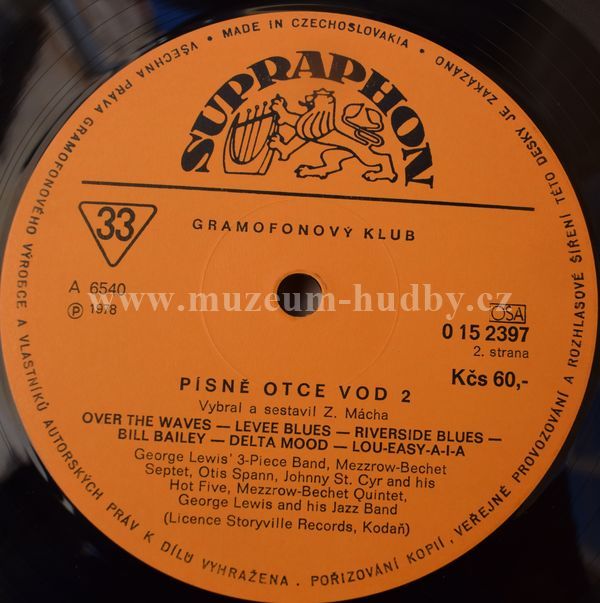 VŠECHNA PRÁVA GRAMOFONOVÉHO VÝROBCE A VLASTNÍKŮ AUTORSKÝCH PRÁV K DÍLU VYHRAŽENA. POŘIZOVÁNÍ KOPIÍ, VEŘEJNÉ PROVOZOVÁNÍ A ROZHLASOVÉ ŠÍŘENÍ TÉTO DESKY JE ZAKÁZÁNO
• MADE IN CZECHOSLOVAKIA •
SUPRAPHON
33
GRAMOFONOVÝ KLUB
A 6540
Ⓟ 1978
www.muzeum-hudby.cz
OSA
0 15 2397
2. strana
Kčs 60,-
PÍSNĚ OTCE VOD 2
Vybral a sestavil Z. Mácha
OVER THE WAVES — LEVEE BLUES — RIVERSIDE BLUES —
BILL BAILEY — DELTA MOOD — LOU-EASY-A-I-A
George Lewis' 3-Piece Band, Mezzrow-Bechet
Septet, Otis Spann, Johnny St. Cyr and his
Hot Five, Mezzrow-Bechet Quintet,
George Lewis and his Jazz Band
(Licence Storyville Records, Kodaň)